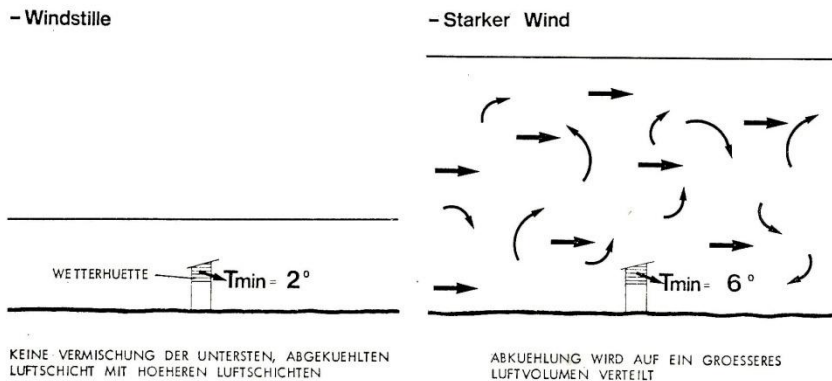 – Windstille
WETTERHUETTE
Tmin = 2°
KEINE VERMISCHUNG DER UNTERSTEN, ABGEKUEHLTEN
LUFTSCHICHT MIT HOEHEREN LUFTSCHICHTEN
– Starker Wind
Tmin = 6°
ABKUEHLUNG WIRD AUF EIN GROESSERES
LUFTVOLUMEN VERTEILT